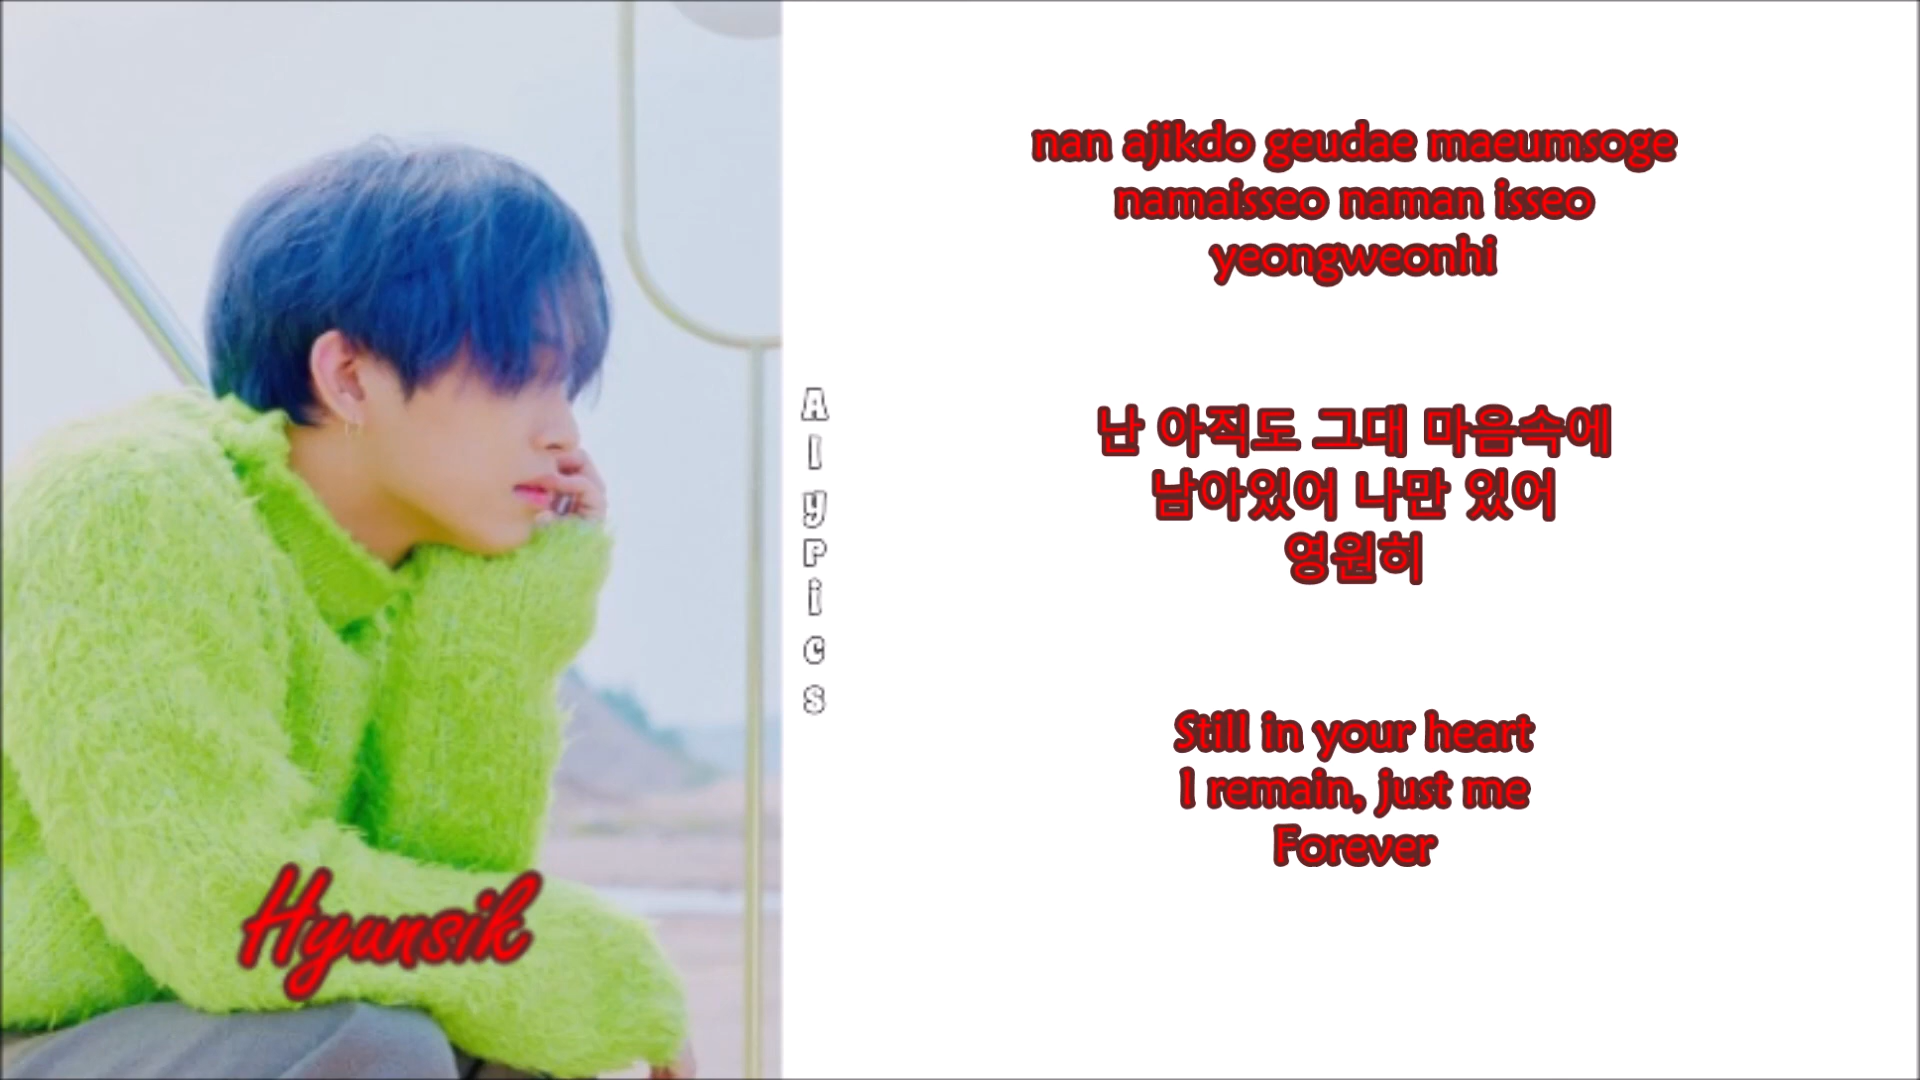 nan ajikdo geudae maeumsoge
namaisseo naman isseo
yeongweonhi
난 아직도 그대 마음속에
남아있어 나만 있어
영원히
Still in your heart
I remain, just me
Forever
Hyunsik
AlyPics